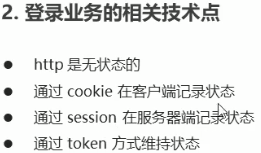 2. 登录业务的相关技术点
● http 是无状态的
● 通过 cookie 在客户端记录状态
● 通过 session 在服务器端记录状态
● 通过 token 方式维持状态